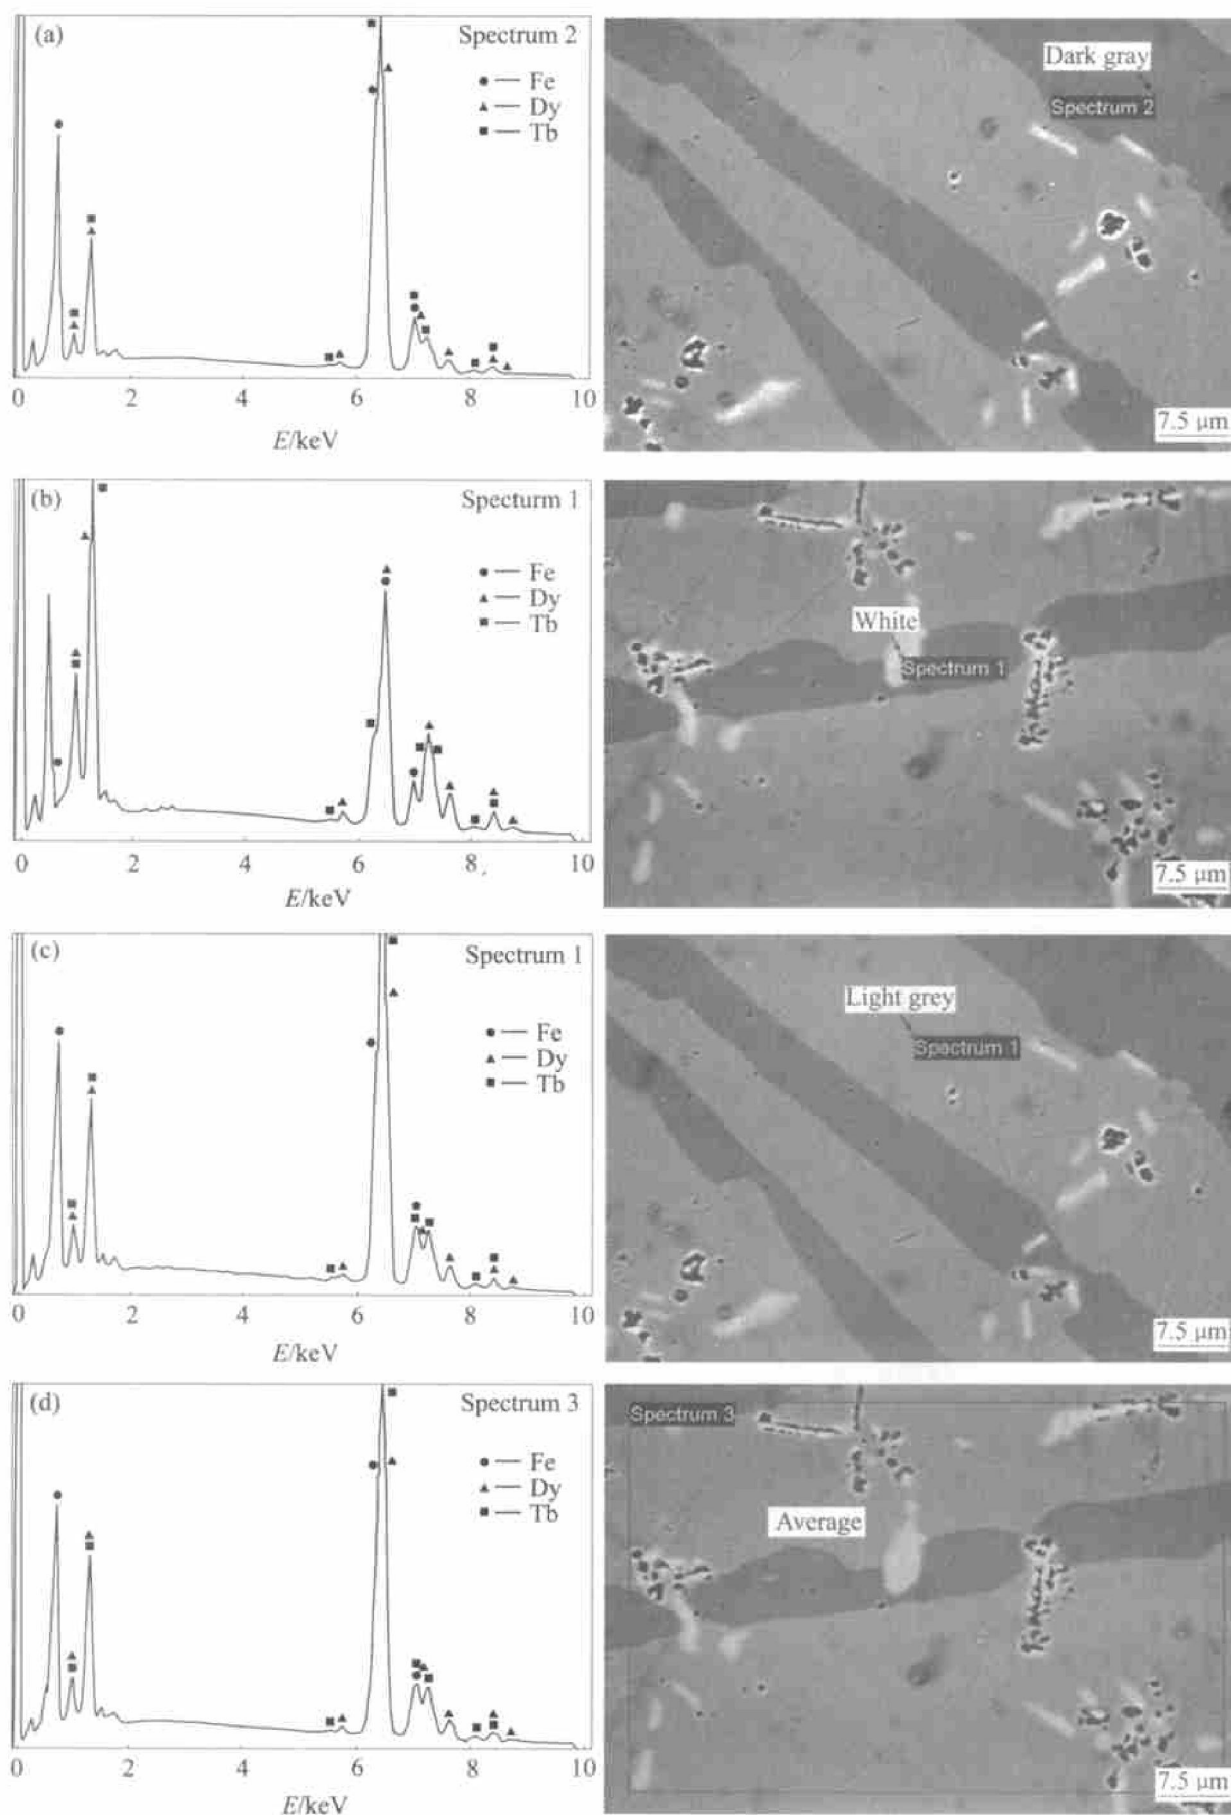 (a)
Spectrum 2
● — Fe
▲ — Dy
■ — Tb
0 2 4 6 8 10
E/keV
Dark gray
Spectrum 2
7.5 μm
(b)
Specturm 1
● — Fe
▲ — Dy
■ — Tb
0 2 4 6 8 10
E/keV
White
Spectrum 1
7.5 μm
(c)
Spectrum 1
● — Fe
▲ — Dy
■ — Tb
0 2 4 6 8 10
E/keV
Light grey
Spectrum 1
7.5 μm
(d)
Spectrum 3
● — Fe
▲ — Dy
■ — Tb
0 2 4 6 8 10
E/keV
Spectrum 3
Average
7.5 μm